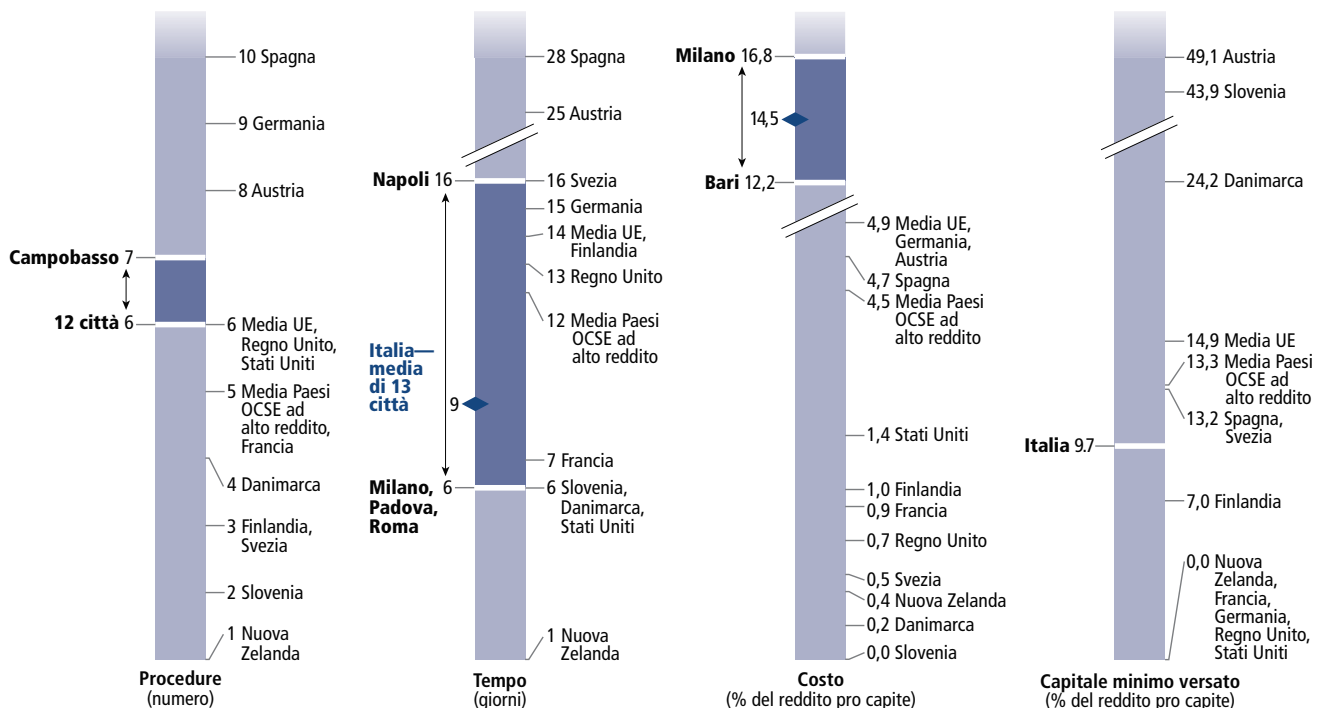 10 Spagna
9 Germania
8 Austria
Campobasso 7
12 città 6
6 Media UE,
Regno Unito,
Stati Uniti
5 Media Paesi
OCSE ad
alto reddito,
Francia
4 Danimarca
3 Finlandia,
Svezia
2 Slovenia
1 Nuova
Zelanda
Procedure
(numero)
28 Spagna
25 Austria
Napoli 16
16 Svezia
15 Germania
14 Media UE,
Finlandia
13 Regno Unito
12 Media Paesi
OCSE ad
alto reddito
Italia—
media
di 13
città
9
7 Francia
Milano, 6
Padova,
Roma
6 Slovenia,
Danimarca,
Stati Uniti
1 Nuova
Zelanda
Tempo
(giorni)
Milano 16,8
14,5
Bari 12,2
4,9 Media UE,
Germania,
Austria
4,7 Spagna
4,5 Media Paesi
OCSE ad
alto reddito
1,4 Stati Uniti
1,0 Finlandia
0,9 Francia
0,7 Regno Unito
0,5 Svezia
0,4 Nuova Zelanda
0,2 Danimarca
0,0 Slovenia
Costo
(% del reddito pro capite)
49,1 Austria
43,9 Slovenia
24,2 Danimarca
14,9 Media UE
13,3 Media Paesi
OCSE ad
alto reddito
13,2 Spagna,
Svezia
Italia 9.7
7,0 Finlandia
0,0 Nuova
Zelanda,
Francia,
Germania,
Regno Unito,
Stati Uniti
Capitale minimo versato
(% del reddito pro capite)